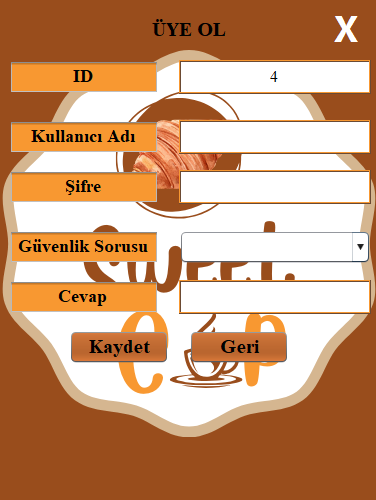 ÜYE OL
X
ID
4
Kullanıcı Adı
Şifre
Güvenlik Sorusu
Cevap
Kaydet
Geri